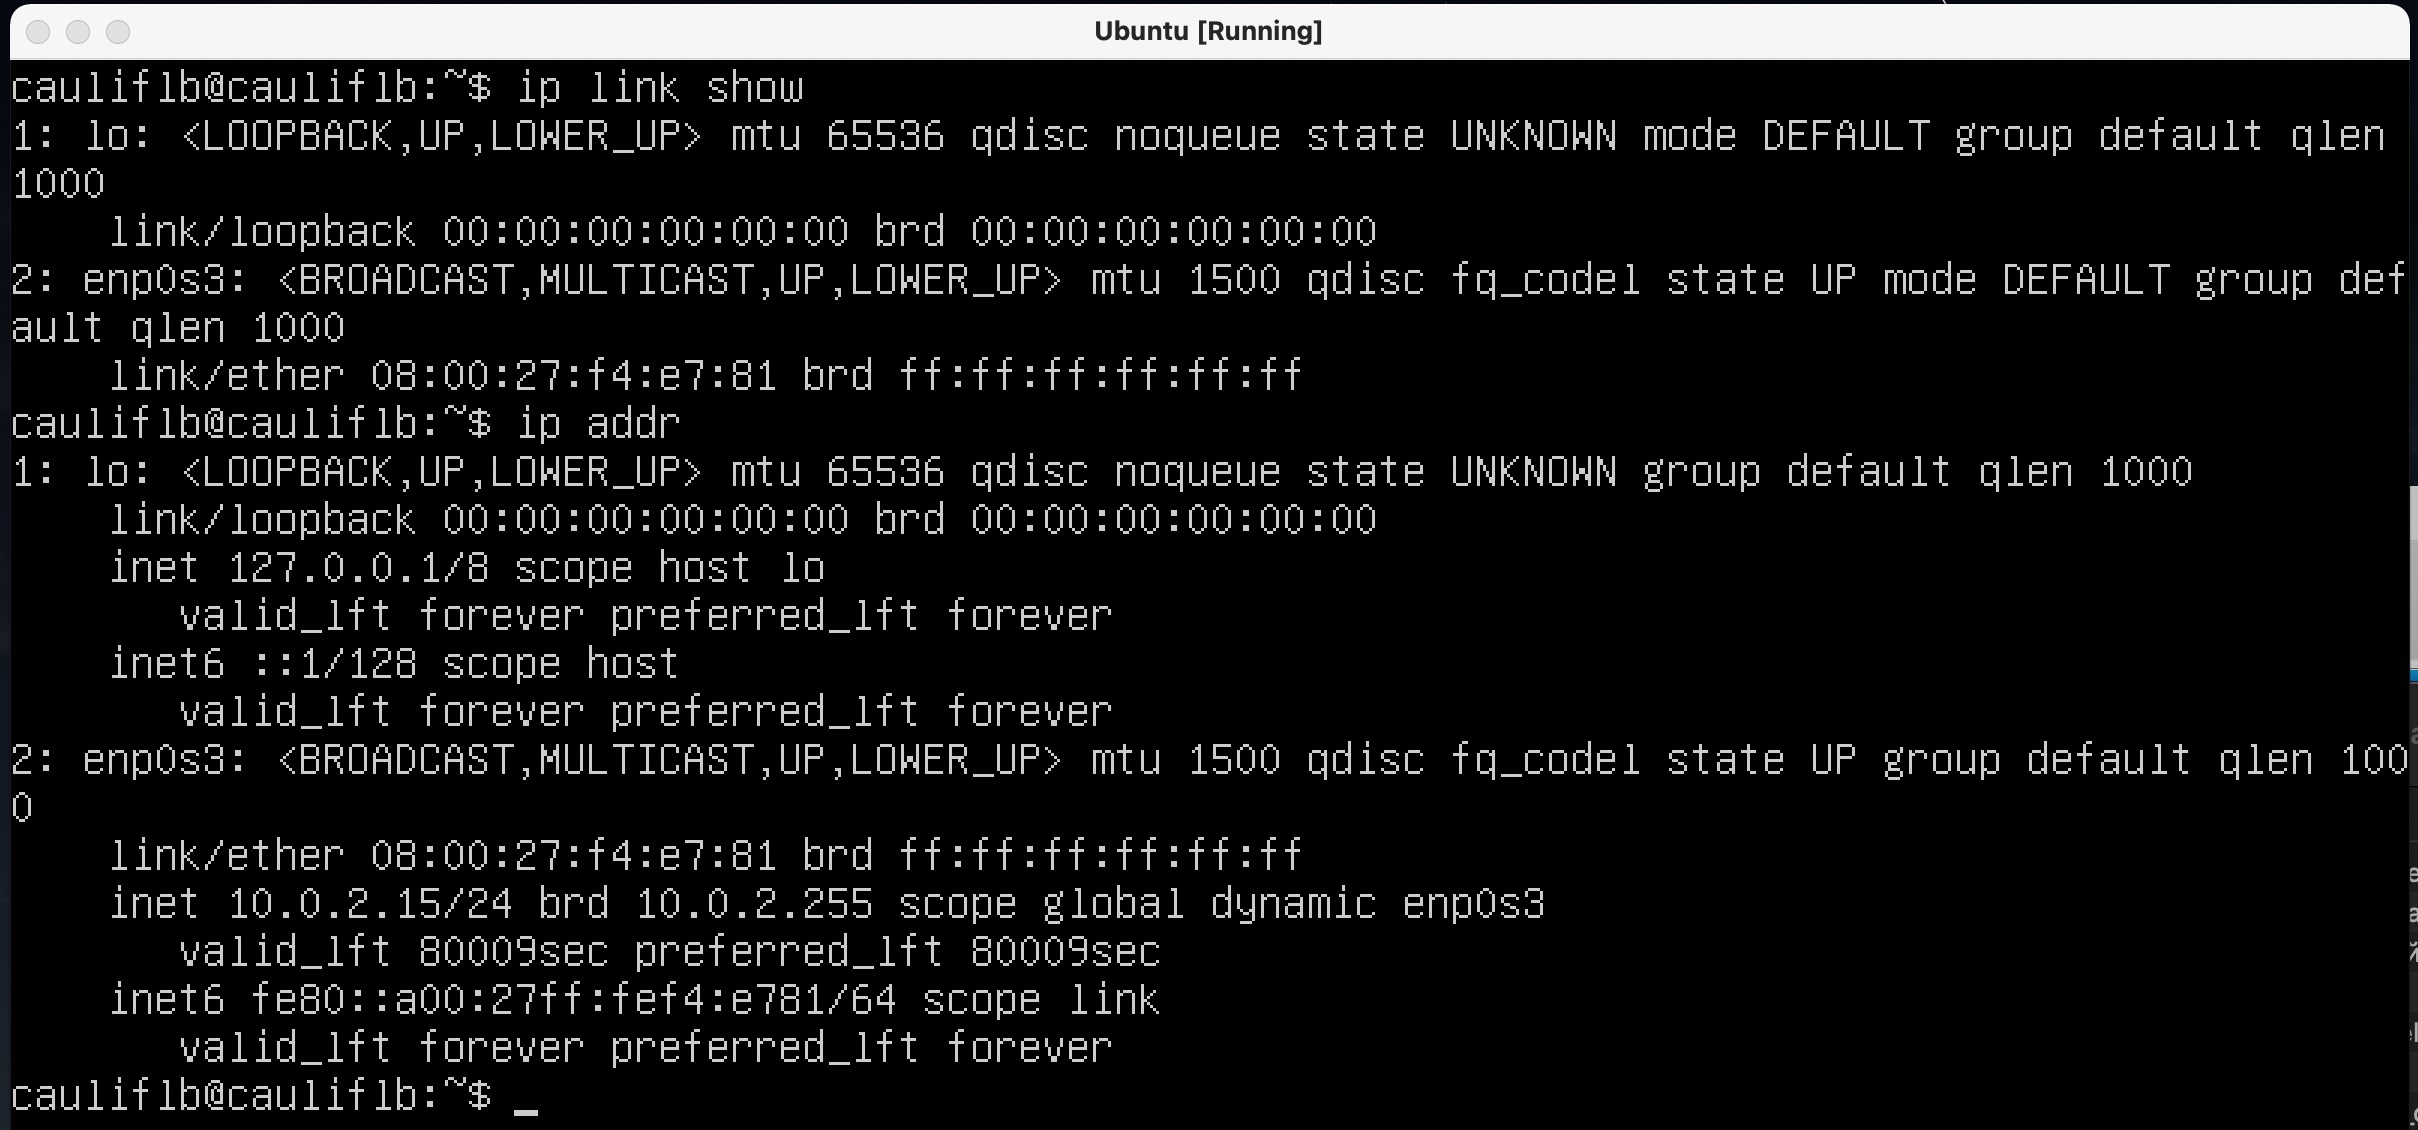 Ubuntu [Running]
cauliflb@cauliflb:~$ ip link show
1: lo: <LOOPBACK,UP,LOWER_UP> mtu 65536 qdisc noqueue state UNKNOWN mode DEFAULT group default qlen
1000
    link/loopback 00:00:00:00:00:00 brd 00:00:00:00:00:00
2: enp0s3: <BROADCAST,MULTICAST,UP,LOWER_UP> mtu 1500 qdisc fq_codel state UP mode DEFAULT group def
ault qlen 1000
    link/ether 08:00:27:f4:e7:81 brd ff:ff:ff:ff:ff:ff
cauliflb@cauliflb:~$ ip addr
1: lo: <LOOPBACK,UP,LOWER_UP> mtu 65536 qdisc noqueue state UNKNOWN group default qlen 1000
    link/loopback 00:00:00:00:00:00 brd 00:00:00:00:00:00
    inet 127.0.0.1/8 scope host lo
       valid_lft forever preferred_lft forever
    inet6 ::1/128 scope host
       valid_lft forever preferred_lft forever
2: enp0s3: <BROADCAST,MULTICAST,UP,LOWER_UP> mtu 1500 qdisc fq_codel state UP group default qlen 100
0
    link/ether 08:00:27:f4:e7:81 brd ff:ff:ff:ff:ff:ff
    inet 10.0.2.15/24 brd 10.0.2.255 scope global dynamic enp0s3
       valid_lft 80009sec preferred_lft 80009sec
    inet6 fe80::a00:27ff:fef4:e781/64 scope link
       valid_lft forever preferred_lft forever
cauliflb@cauliflb:~$ _